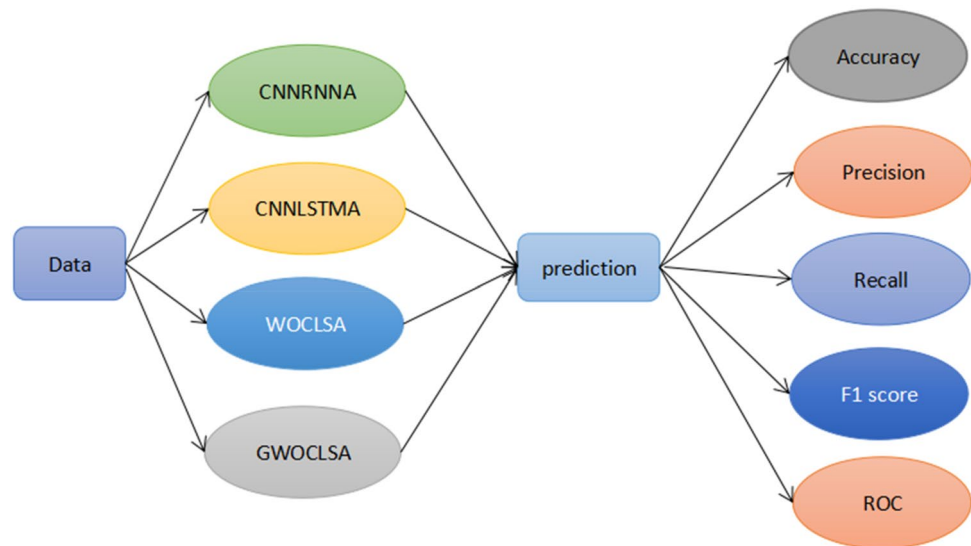 Data
CNNRNNA
CNNLSTMA
WOCLSA
GWOCLSA
prediction
Accuracy
Precision
Recall
F1 score
ROC